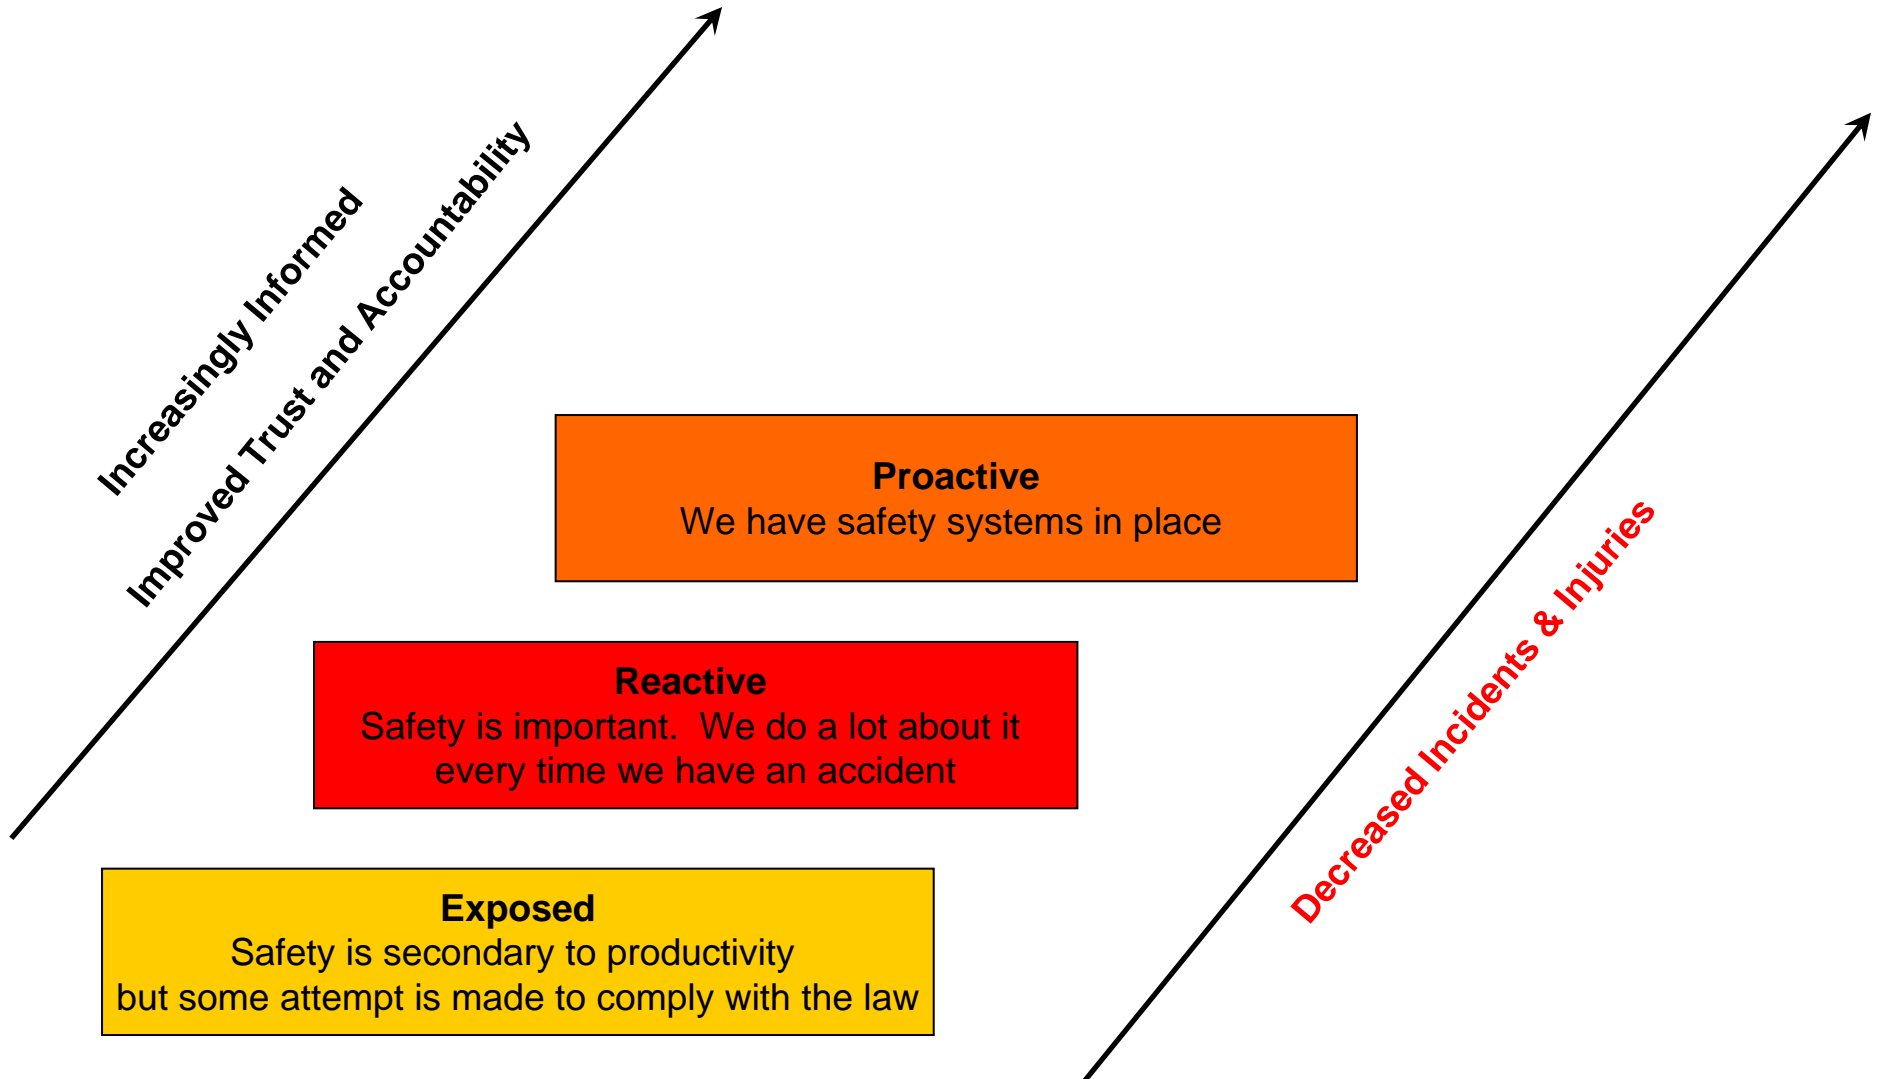 Increasingly Informed
Improved Trust and Accountability
Proactive
We have safety systems in place
Reactive
Safety is important.  We do a lot about it
every time we have an accident
Exposed
Safety is secondary to productivity
but some attempt is made to comply with the law
Decreased Incidents & Injuries